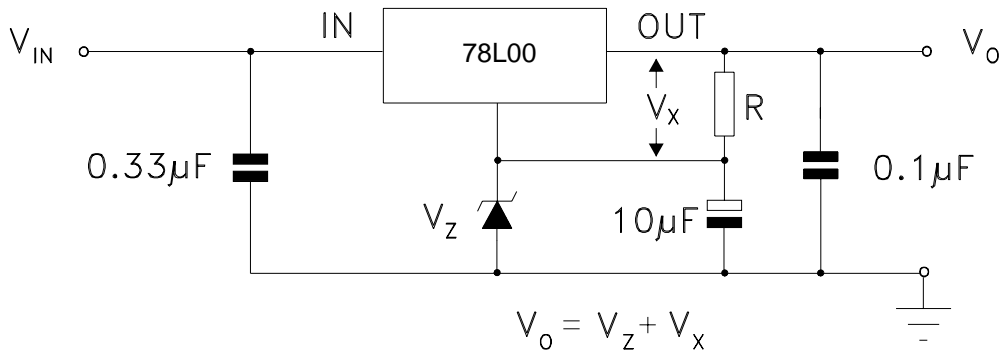 V_IN
IN
78L00
OUT
V_O
V_X
R
0.33µF
0.1µF
V_Z
10µF
V_O = V_Z + V_X